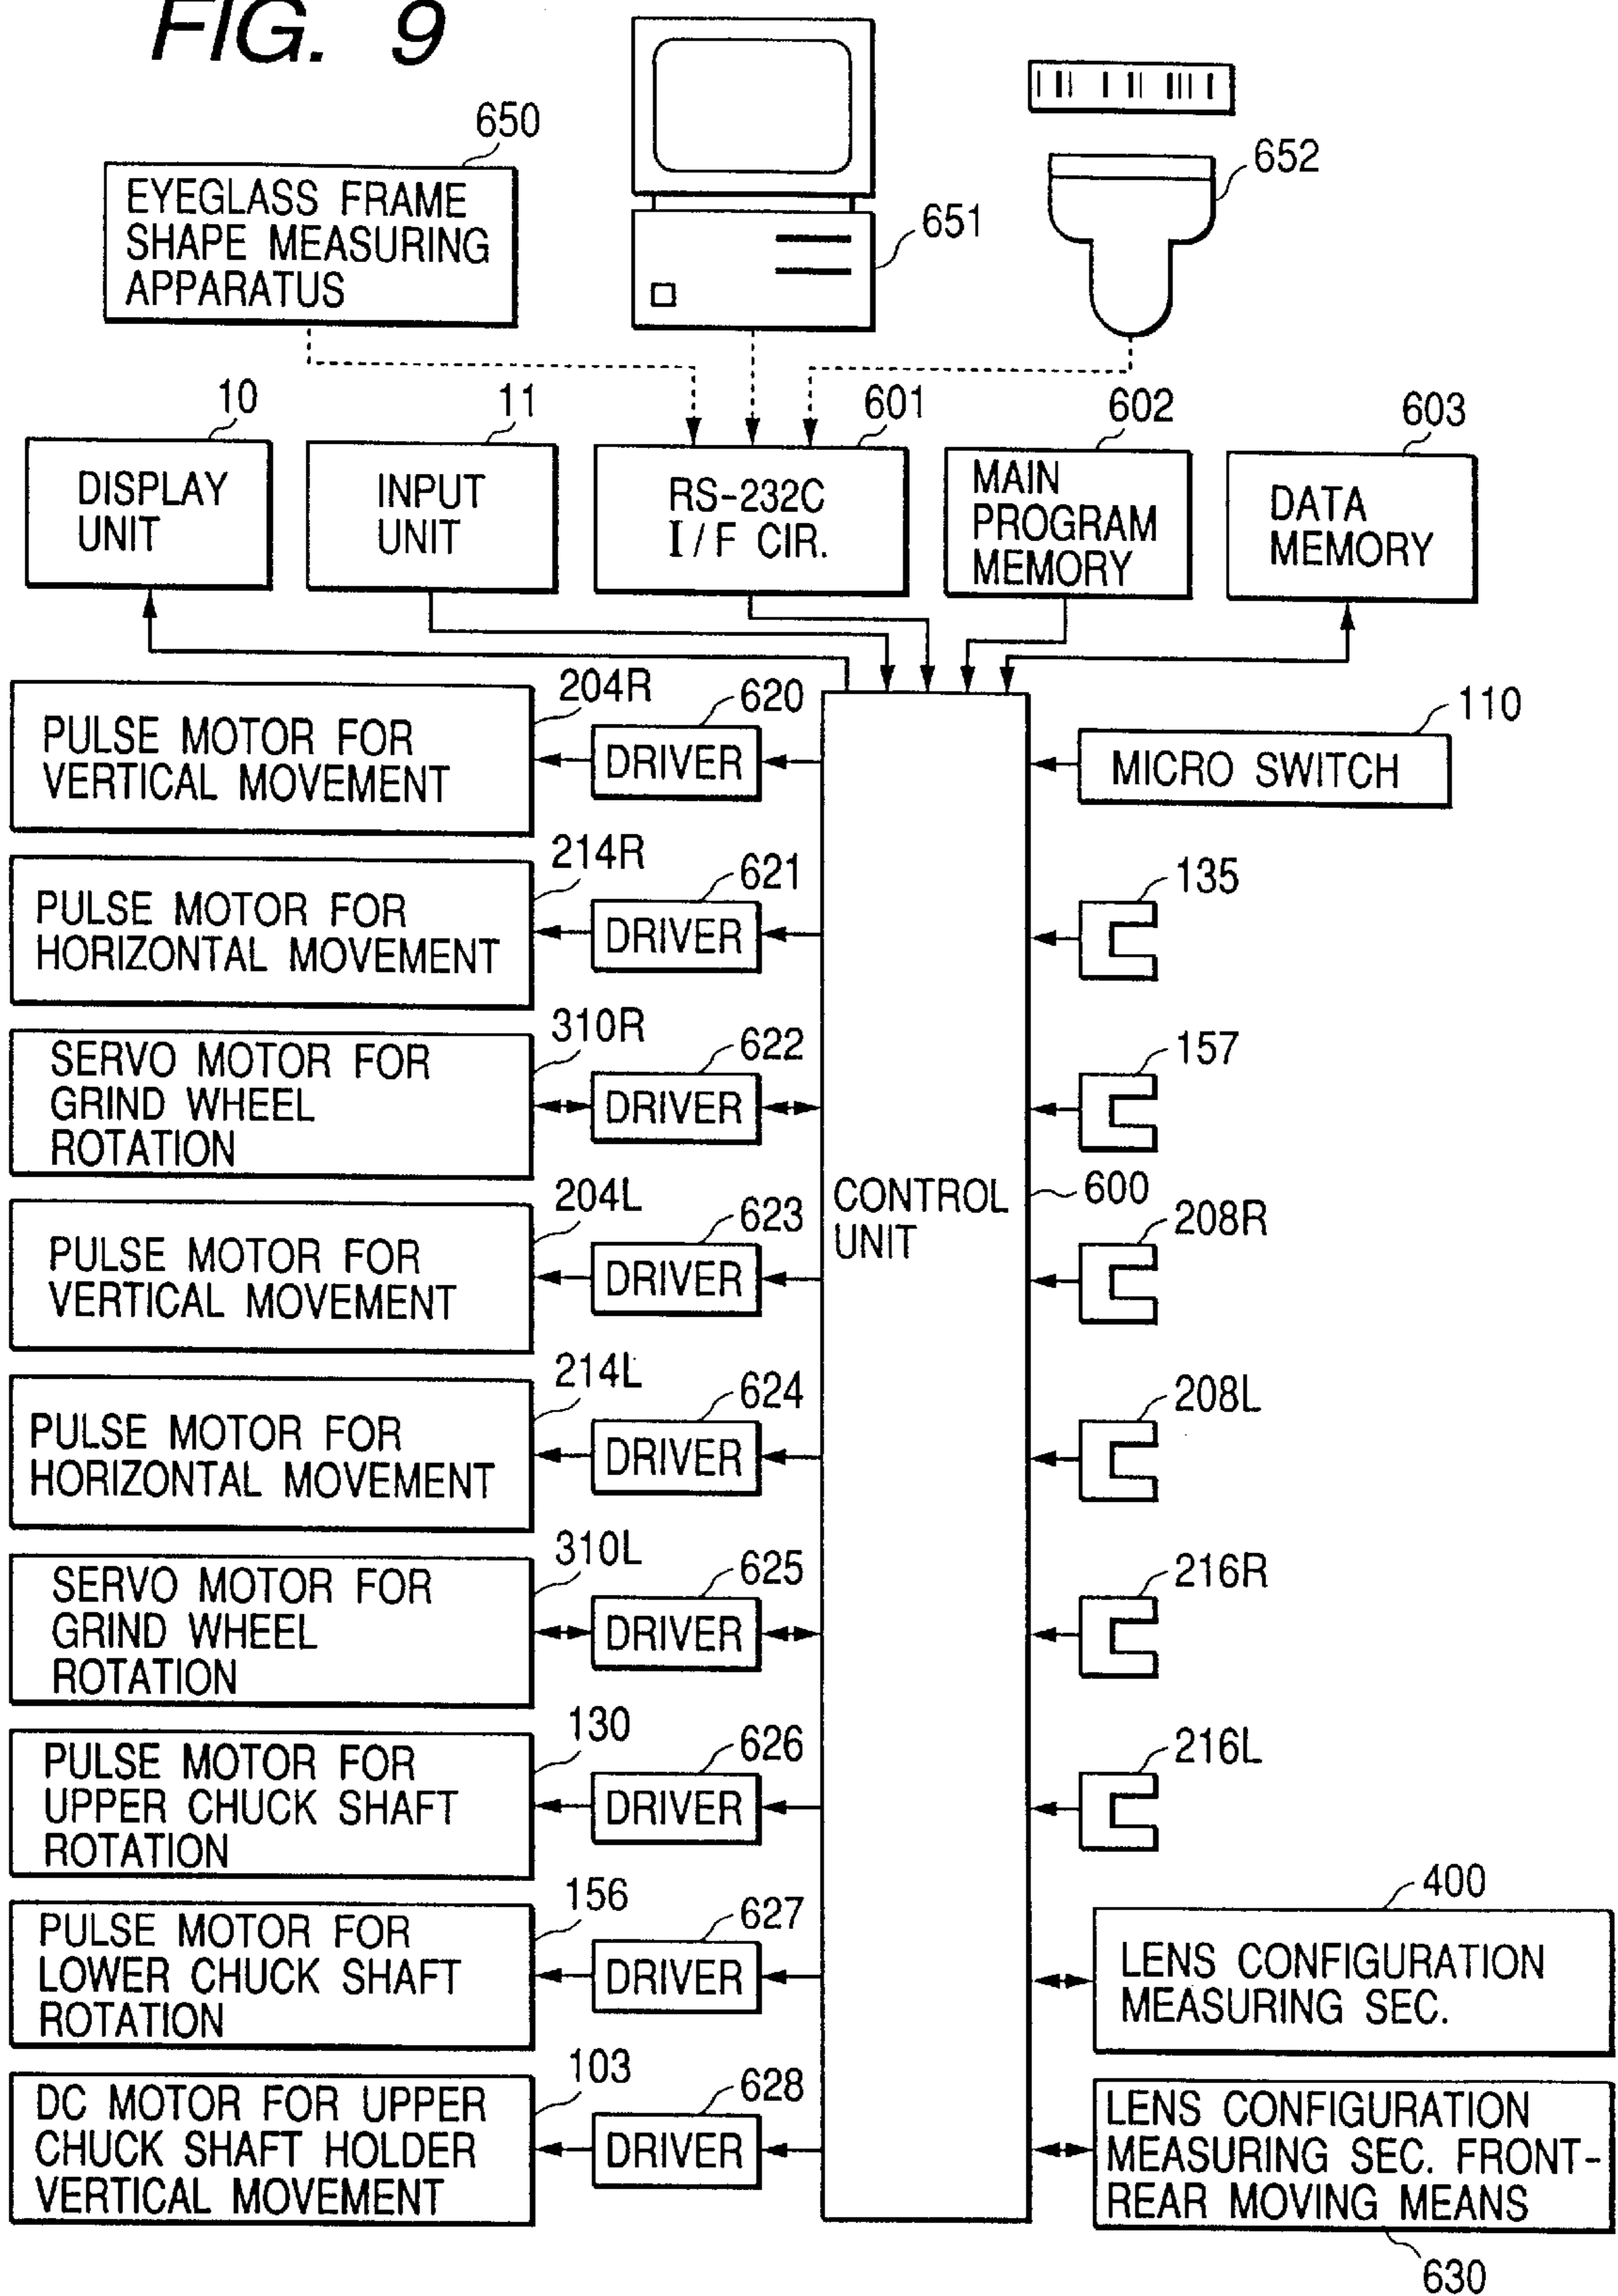 FIG. 9
650
EYEGLASS FRAME
SHAPE MEASURING
APPARATUS
651
652
10
DISPLAY
UNIT
11
INPUT
UNIT
601
RS-232C
I/F CIR.
602
MAIN
PROGRAM
MEMORY
603
DATA
MEMORY
204R
PULSE MOTOR FOR
VERTICAL MOVEMENT
620
DRIVER
110
MICRO SWITCH
214R
PULSE MOTOR FOR
HORIZONTAL MOVEMENT
621
DRIVER
135
310R
SERVO MOTOR FOR
GRIND WHEEL
ROTATION
622
DRIVER
157
CONTROL
UNIT
600
204L
PULSE MOTOR FOR
VERTICAL MOVEMENT
623
DRIVER
208R
214L
PULSE MOTOR FOR
HORIZONTAL MOVEMENT
624
DRIVER
208L
310L
SERVO MOTOR FOR
GRIND WHEEL
ROTATION
625
DRIVER
216R
130
PULSE MOTOR FOR
UPPER CHUCK SHAFT
ROTATION
626
DRIVER
216L
156
PULSE MOTOR FOR
LOWER CHUCK SHAFT
ROTATION
627
DRIVER
400
LENS CONFIGURATION
MEASURING SEC.
103
DC MOTOR FOR UPPER
CHUCK SHAFT HOLDER
VERTICAL MOVEMENT
628
DRIVER
LENS CONFIGURATION
MEASURING SEC. FRONT-
REAR MOVING MEANS
630